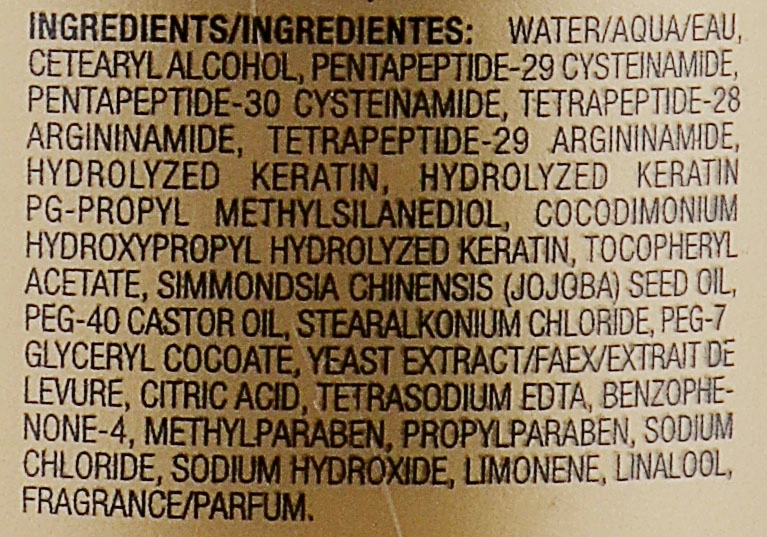 INGREDIENTS/INGREDIENTES: WATER/AQUA/EAU,
CETEARYL ALCOHOL, PENTAPEPTIDE-29 CYSTEINAMIDE,
PENTAPEPTIDE-30 CYSTEINAMIDE, TETRAPEPTIDE-28
ARGININAMIDE, TETRAPEPTIDE-29 ARGININAMIDE,
HYDROLYZED KERATIN, HYDROLYZED KERATIN
PG-PROPYL METHYLSILANEDIOL, COCODIMONIUM
HYDROXYPROPYL HYDROLYZED KERATIN, TOCOPHERYL
ACETATE, SIMMONDSIA CHINENSIS (JOJOBA) SEED OIL,
PEG-40 CASTOR OIL, STEARALKONIUM CHLORIDE, PEG-7
GLYCERYL COCOATE, YEAST EXTRACT/FAEX/EXTRAIT DE
LEVURE, CITRIC ACID, TETRASODIUM EDTA, BENZOPHE-
NONE-4, METHYLPARABEN, PROPYLPARABEN, SODIUM
CHLORIDE, SODIUM HYDROXIDE, LIMONENE, LINALOOL,
FRAGRANCE/PARFUM.